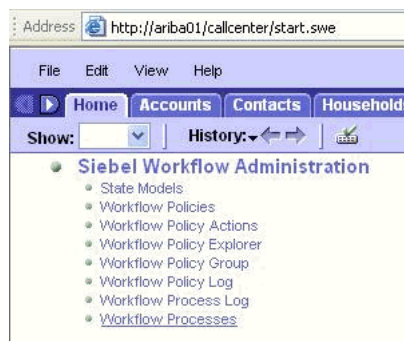 Address http://ariba01/callcenter/start.swe
File Edit View Help
Home Accounts Contacts Households
Show: History:
Siebel Workflow Administration
State Models
Workflow Policies
Workflow Policy Actions
Workflow Policy Explorer
Workflow Policy Group
Workflow Policy Log
Workflow Process Log
Workflow Processes